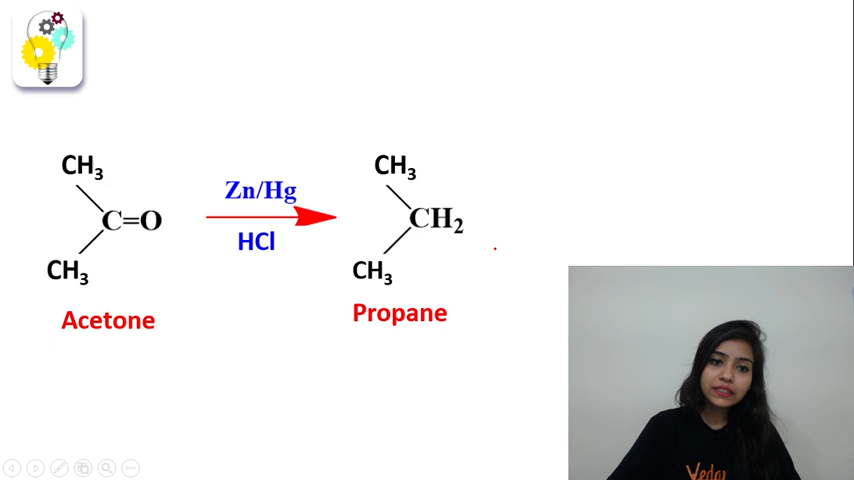 CH3
Zn/Hg
CH3
C=O
CH2
HCl
CH3
CH3
Acetone
Propane